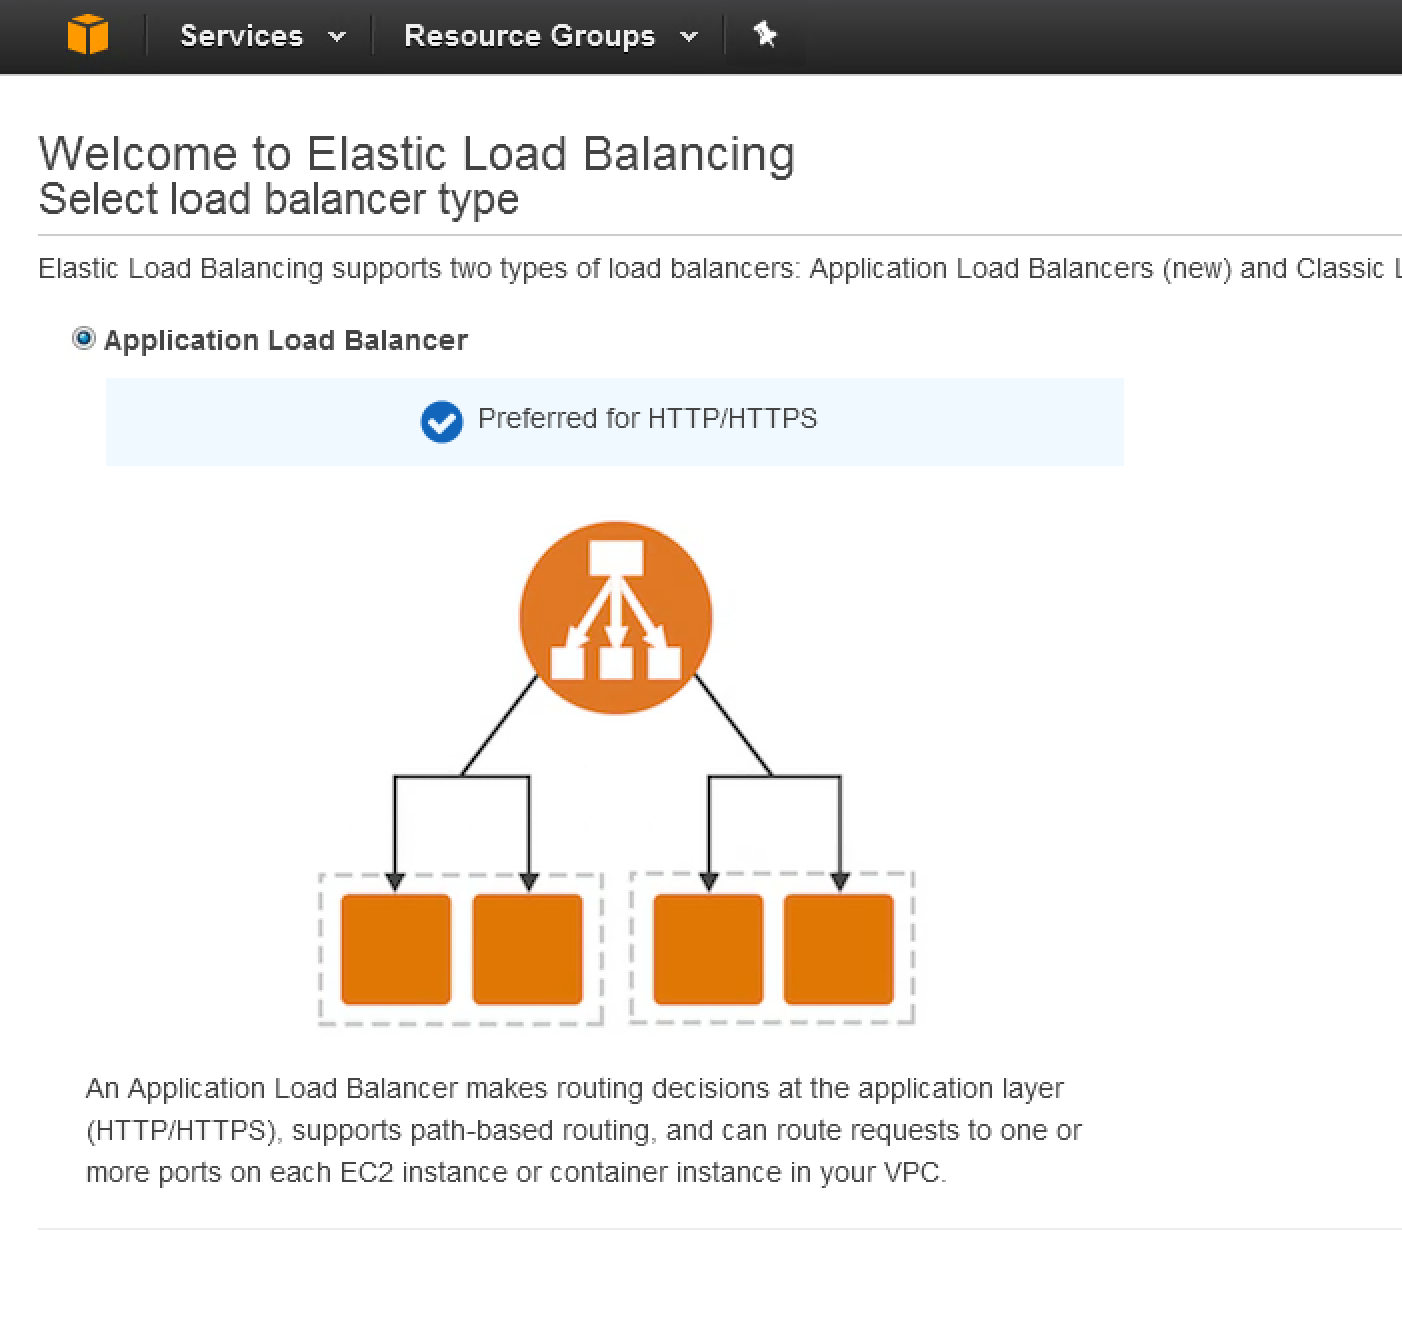 Services
Resource Groups
Welcome to Elastic Load Balancing
Select load balancer type
Elastic Load Balancing supports two types of load balancers: Application Load Balancers (new) and Classic L
Application Load Balancer
Preferred for HTTP/HTTPS
An Application Load Balancer makes routing decisions at the application layer
(HTTP/HTTPS), supports path-based routing, and can route requests to one or
more ports on each EC2 instance or container instance in your VPC.